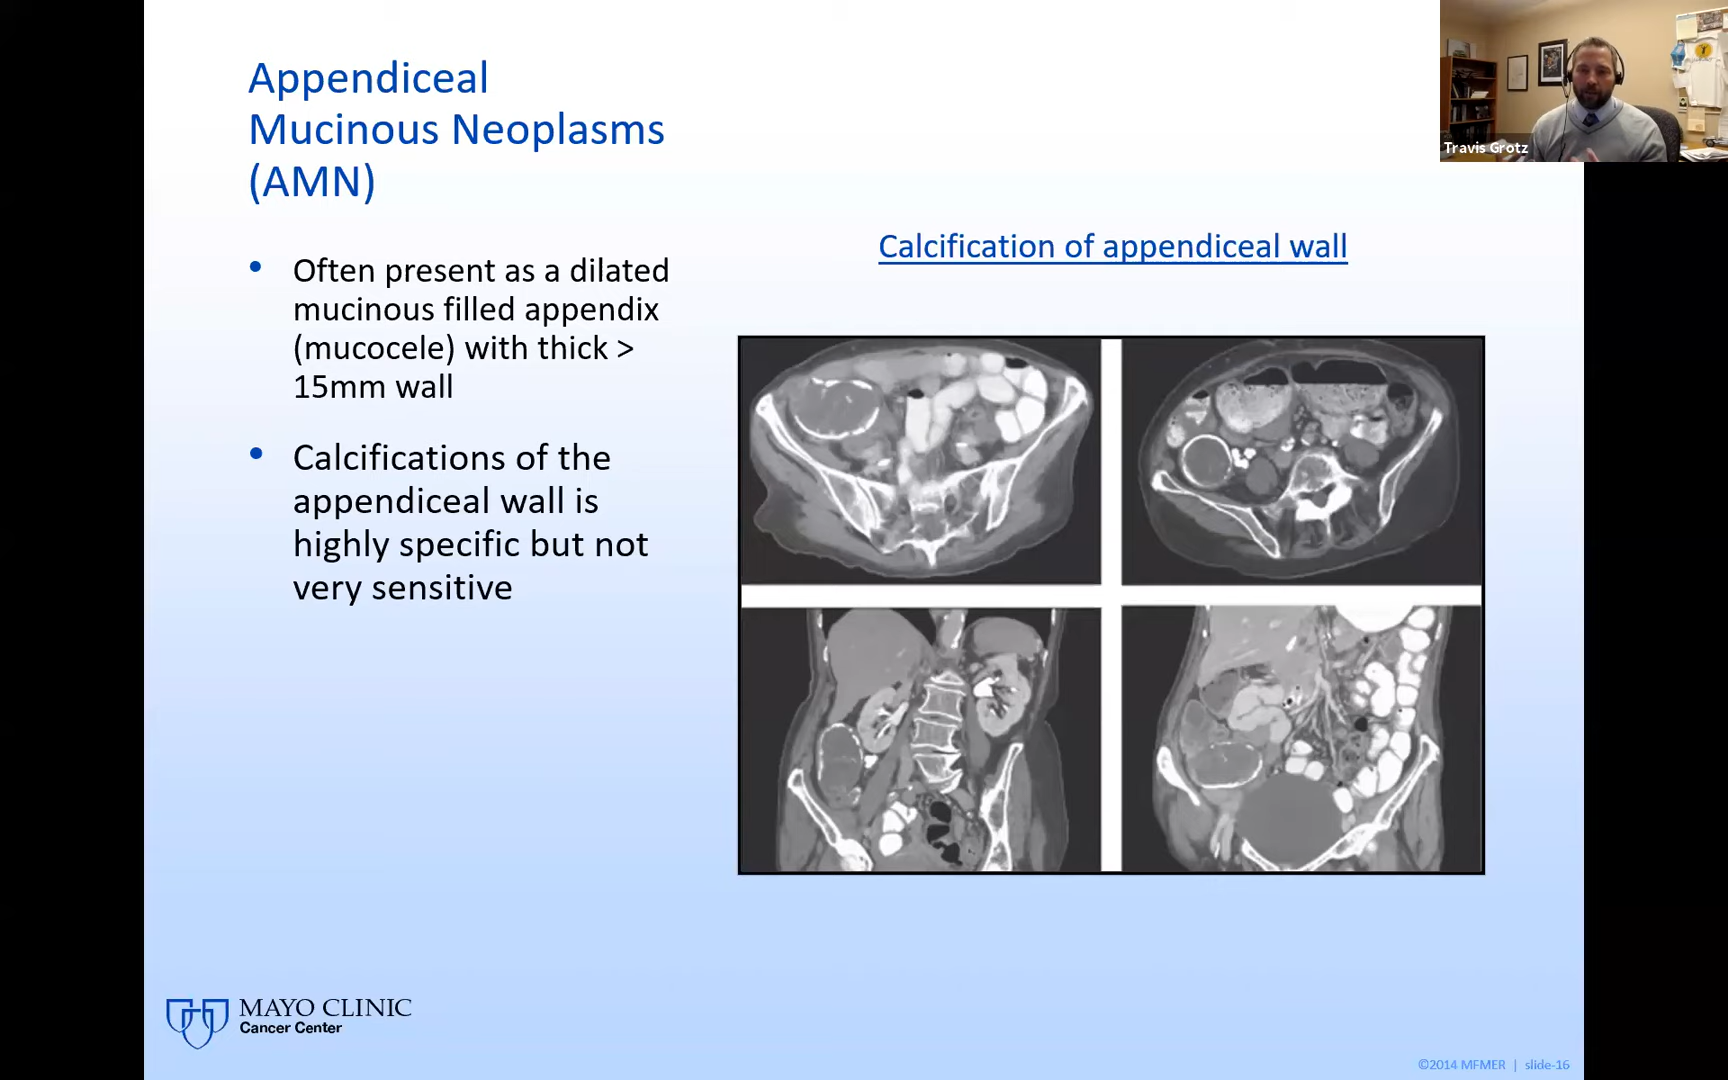 Appendiceal
Mucinous Neoplasms
(AMN)
Travis Grotz
Calcification of appendiceal wall
• Often present as a dilated
mucinous filled appendix
(mucocele) with thick >
15mm wall
• Calcifications of the
appendiceal wall is
highly specific but not
very sensitive
MAYO CLINIC
Cancer Center
©2014 MFMER | slide-16